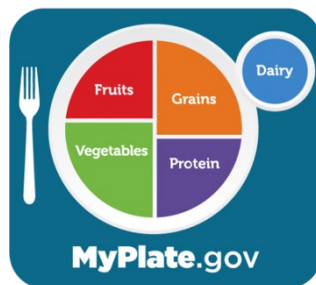 Dairy
Fruits
Grains
Vegetables
Protein
MyPlate.gov